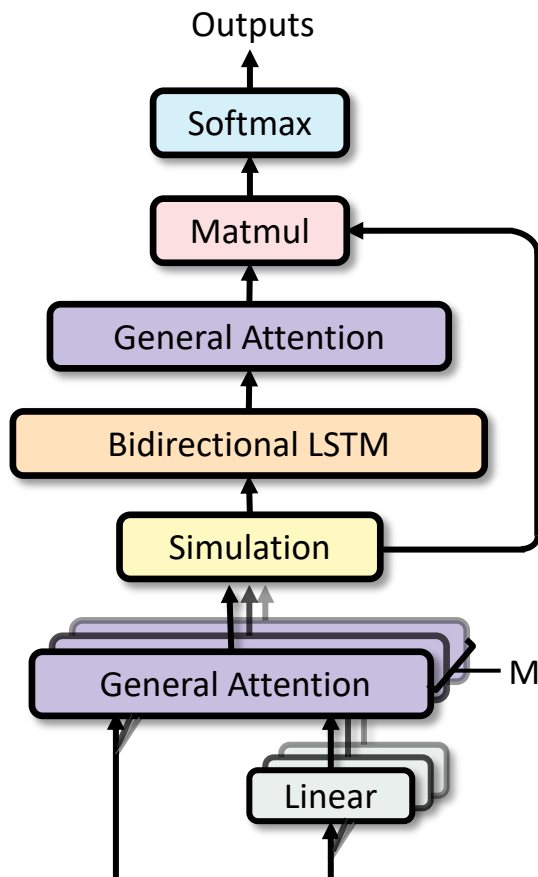 Outputs
Softmax
Matmul
General Attention
Bidirectional LSTM
Simulation
General Attention
M
Linear